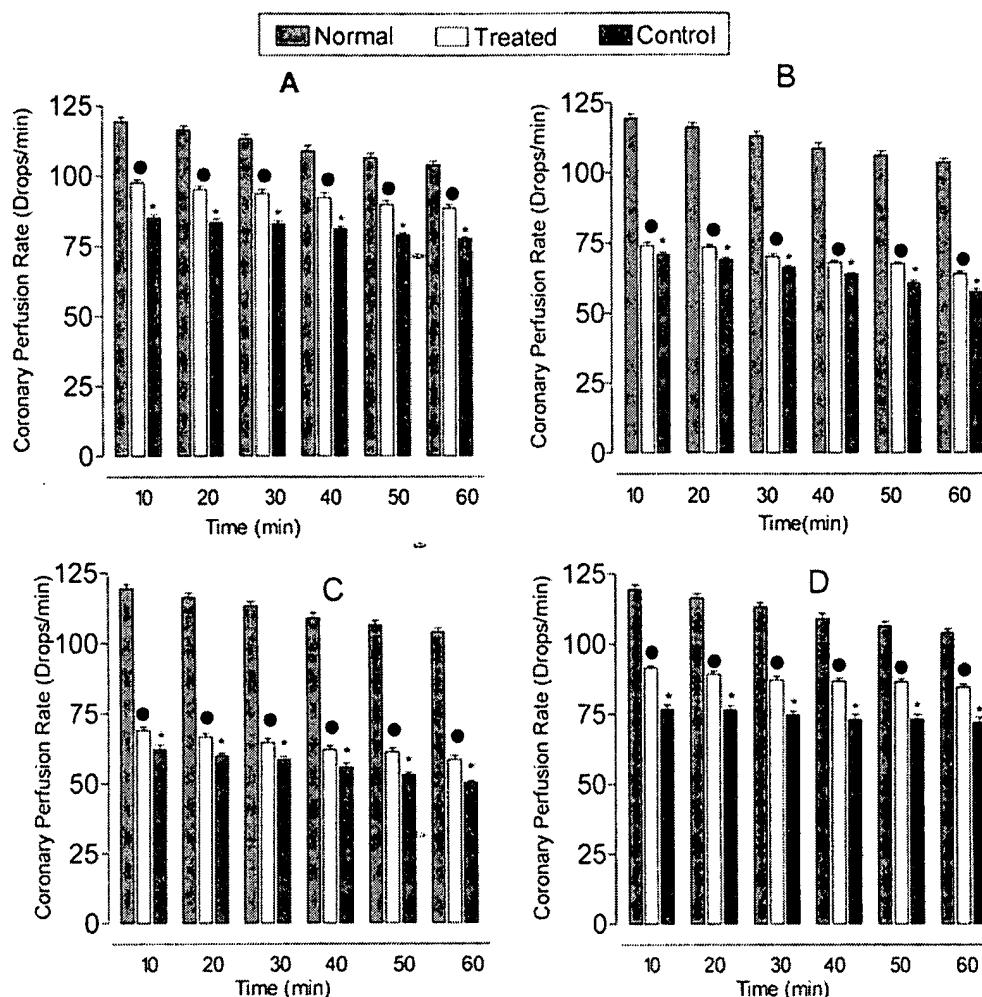 Normal Treated Control
A
Coronary Perfusion Rate (Drops/min)
125
100
75
50
25
0
10 20 30 40 50 60
Time (min)
B
Coronary Perfusion Rate (Drops/min)
125
100
75
50
25
0
10 20 30 40 50 60
Time(min)
C
Coronary Perfusion Rate (Drops/min)
125
100
75
50
25
0
10 20 30 40 50 60
Time (min)
D
Coronary Perfusion Rate (Drops/min)
125
100
75
50
25
0
10 20 30 40 50 60
Time (min)